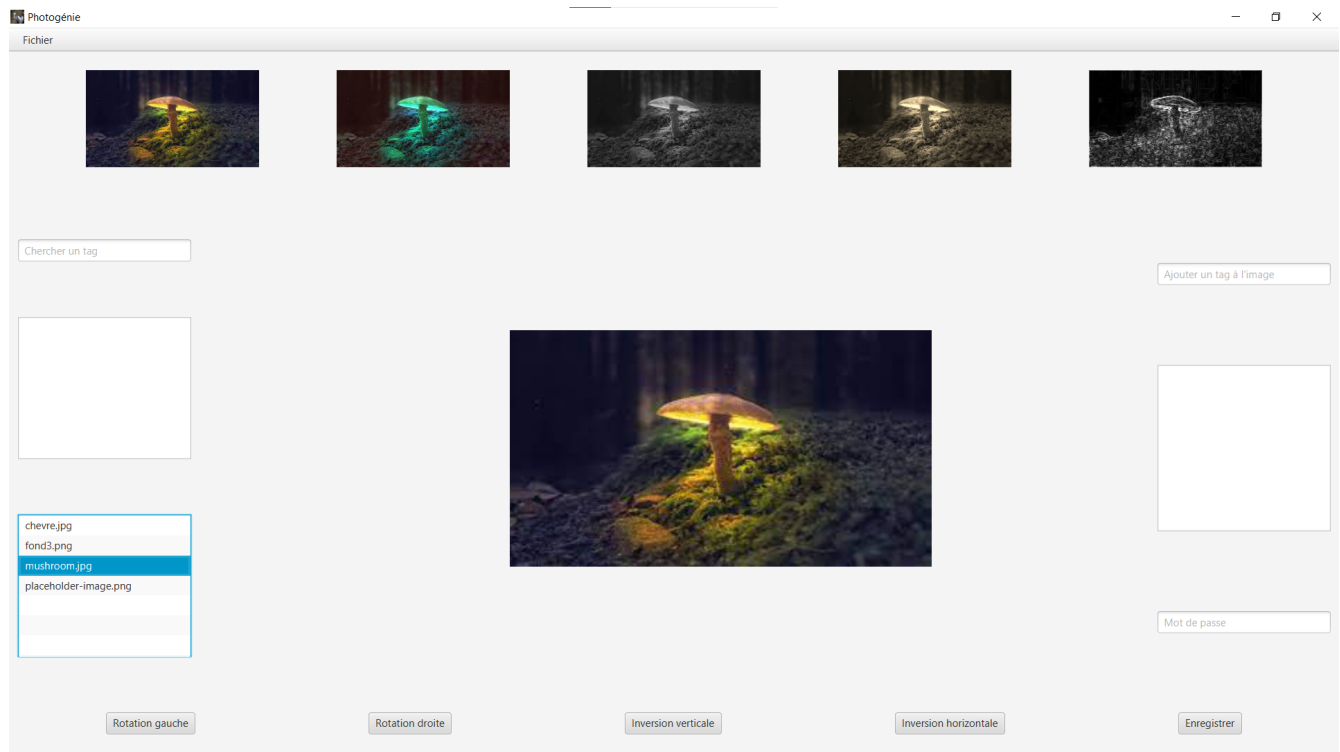 Photogénie
Fichier
Chercher un tag
Ajouter un tag à l'image
chevre.jpg
fond3.png
mushroom.jpg
placeholder-image.png
Mot de passe
Rotation gauche
Rotation droite
Inversion verticale
Inversion horizontale
Enregistrer